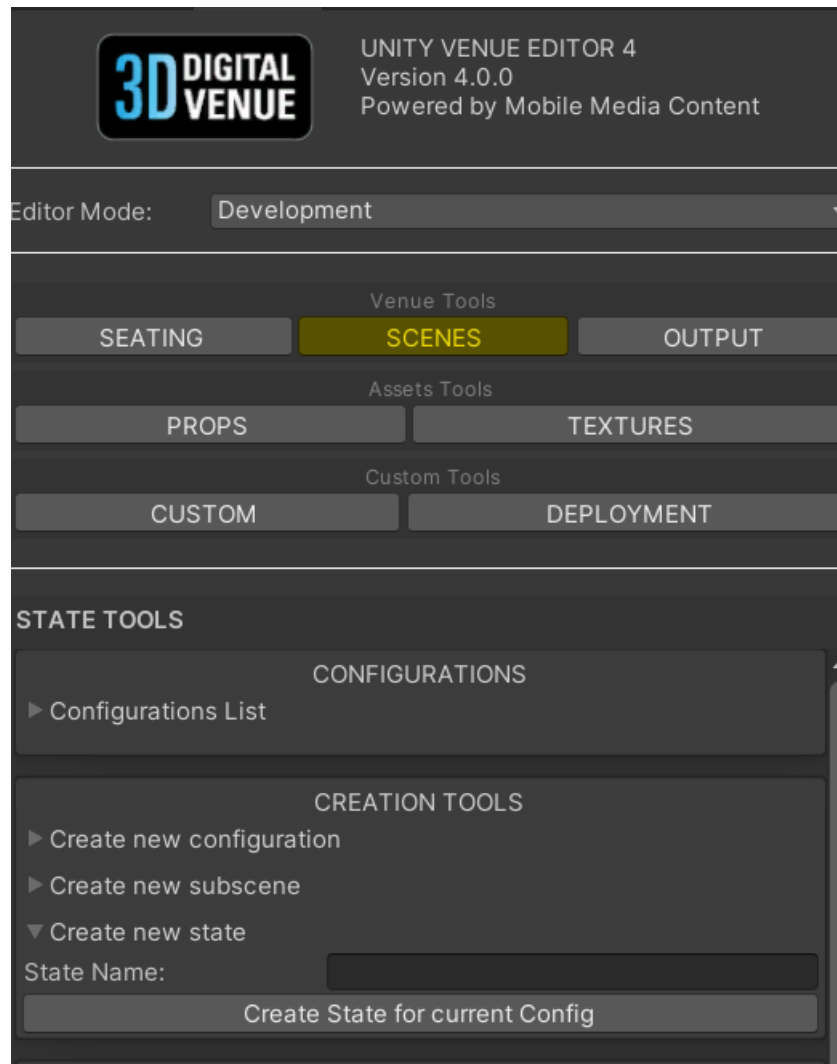 3D DIGITAL VENUE
UNITY VENUE EDITOR 4
Version 4.0.0
Powered by Mobile Media Content
Editor Mode: Development
Venue Tools
SEATING SCENES OUTPUT
Assets Tools
PROPS TEXTURES
Custom Tools
CUSTOM DEPLOYMENT
STATE TOOLS
CONFIGURATIONS
Configurations List
CREATION TOOLS
Create new configuration
Create new subscene
Create new state
State Name:
Create State for current Config